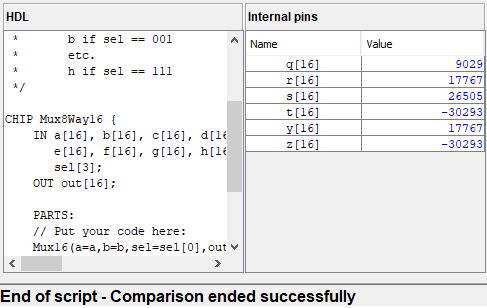 HDL
* b if sel == 001
* etc.
* h if sel == 111
*/
CHIP Mux8Way16 {
IN a[16], b[16], c[16], d[16
e[16], f[16], g[16], h[16
sel[3];
OUT out[16];
PARTS:
// Put your code here:
Mux16(a=a,b=b,sel=sel[0],out
Internal pins
Name Value
q[16] 9029
r[16] 17767
s[16] 26505
t[16] -30293
y[16] 17767
z[16] -30293
End of script - Comparison ended successfully